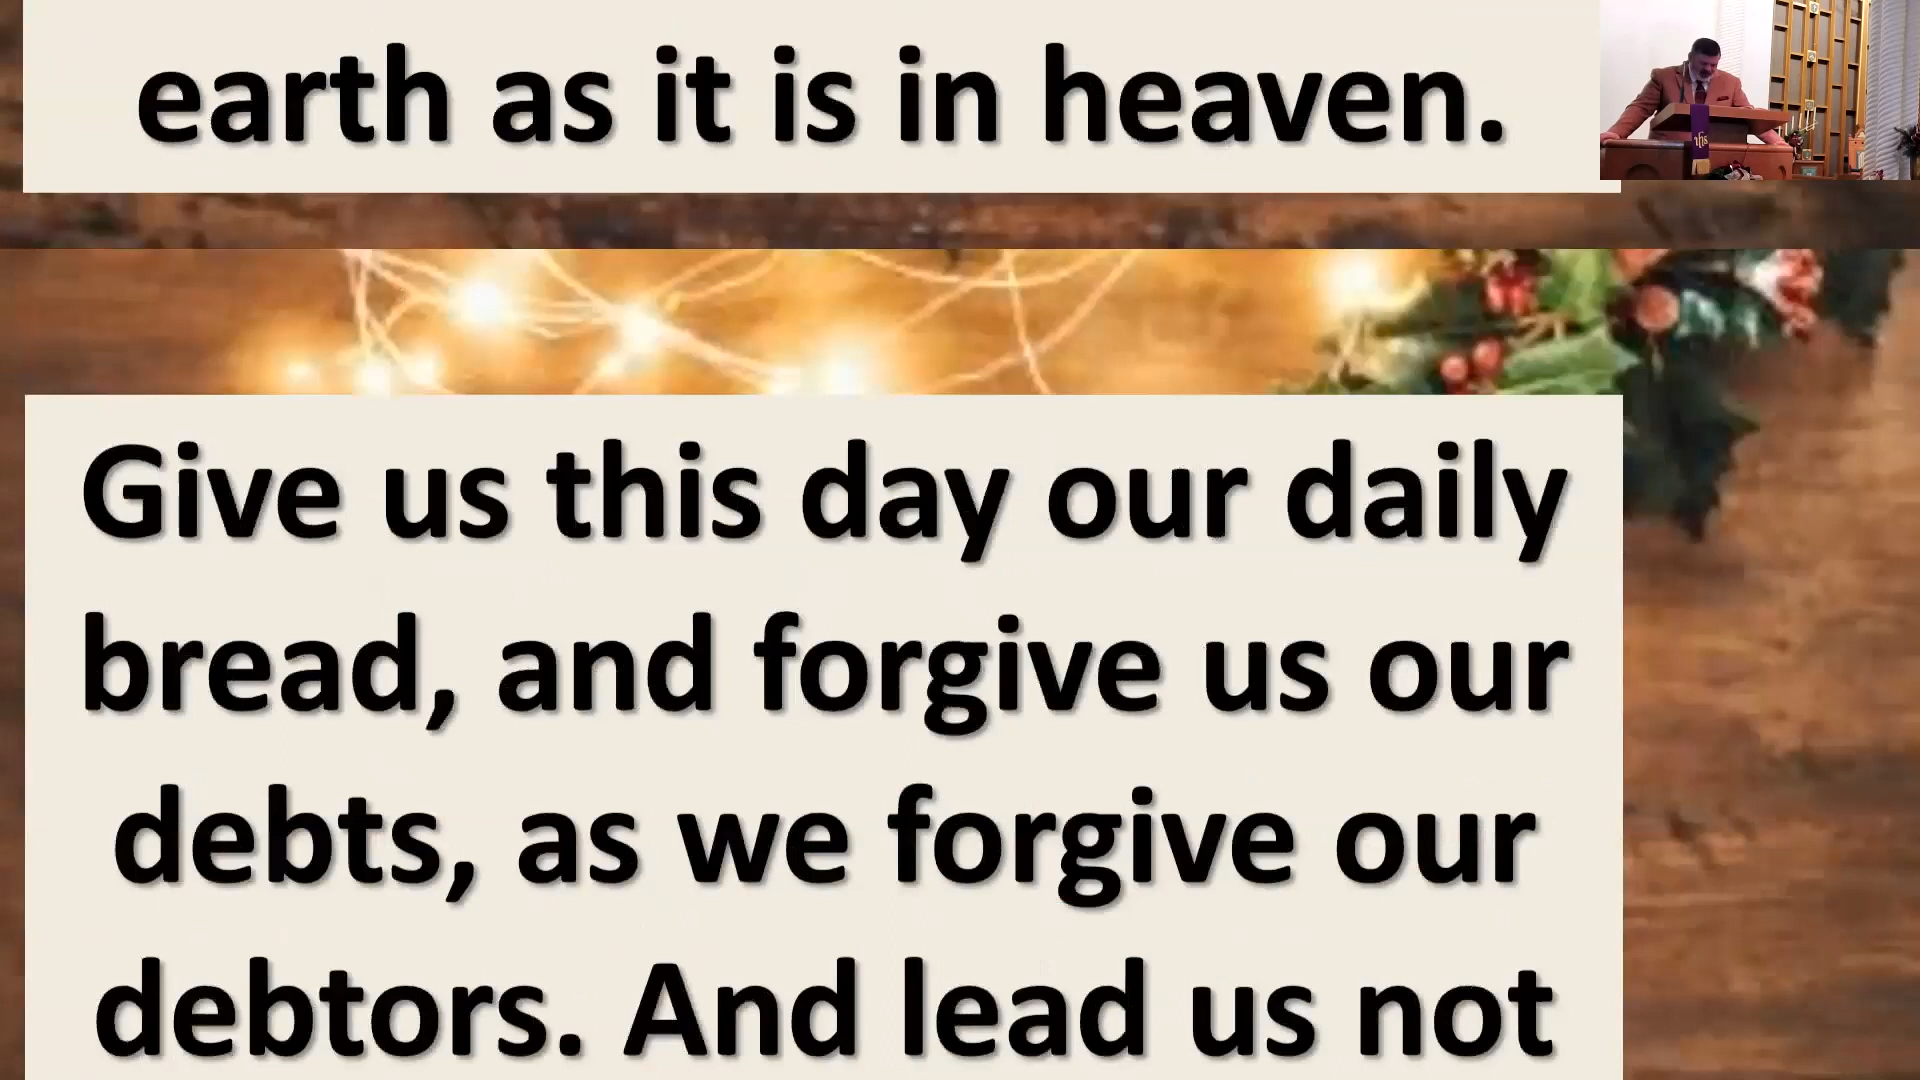 earth as it is in heaven.
ihs
Give us this day our daily
bread, and forgive us our
debts, as we forgive our
debtors. And lead us not